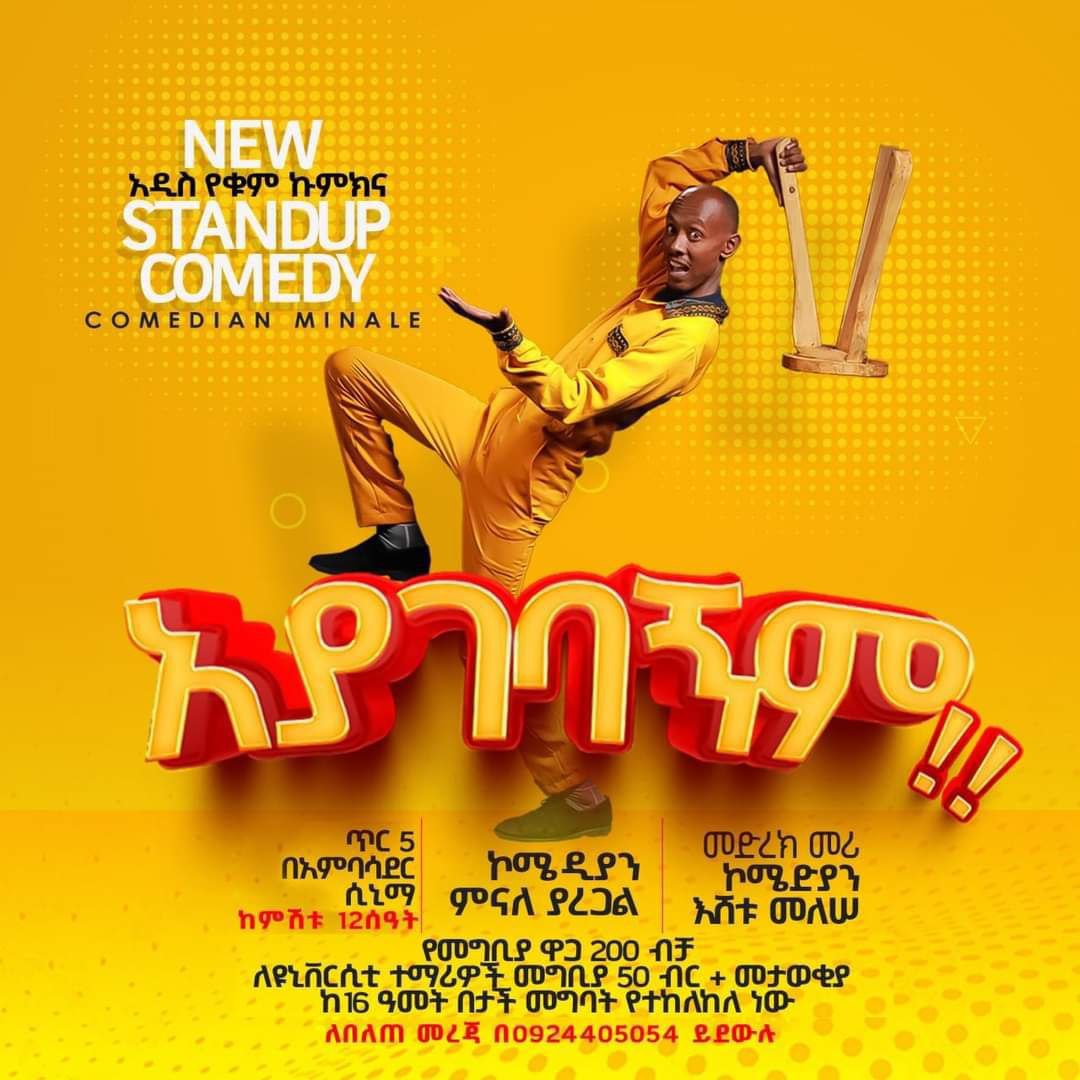 NEW
አዲስ የቁም ኩምክና
STANDUP
COMEDY
COMEDIAN MINALE
አያገባኝም!!
ጥር 5
በአምባሳደር
ሲኒማ
ከምሽቱ 12ሰዓት
ኮሜዲያን
ምናለ ያረጋል
መድረክ መሪ
ኮሜድያን
እሸቱ መለሠ
የመግቢያ ዋጋ 200 ብቻ
ለዩኒቨርሲቲ ተማሪዎች መግቢያ 50 ብር + መታወቂያ
ከ16 ዓመት በታች መግባት የተከለከለ ነው
ለበለጠ መረጃ በ0924405054 ይደውሉ